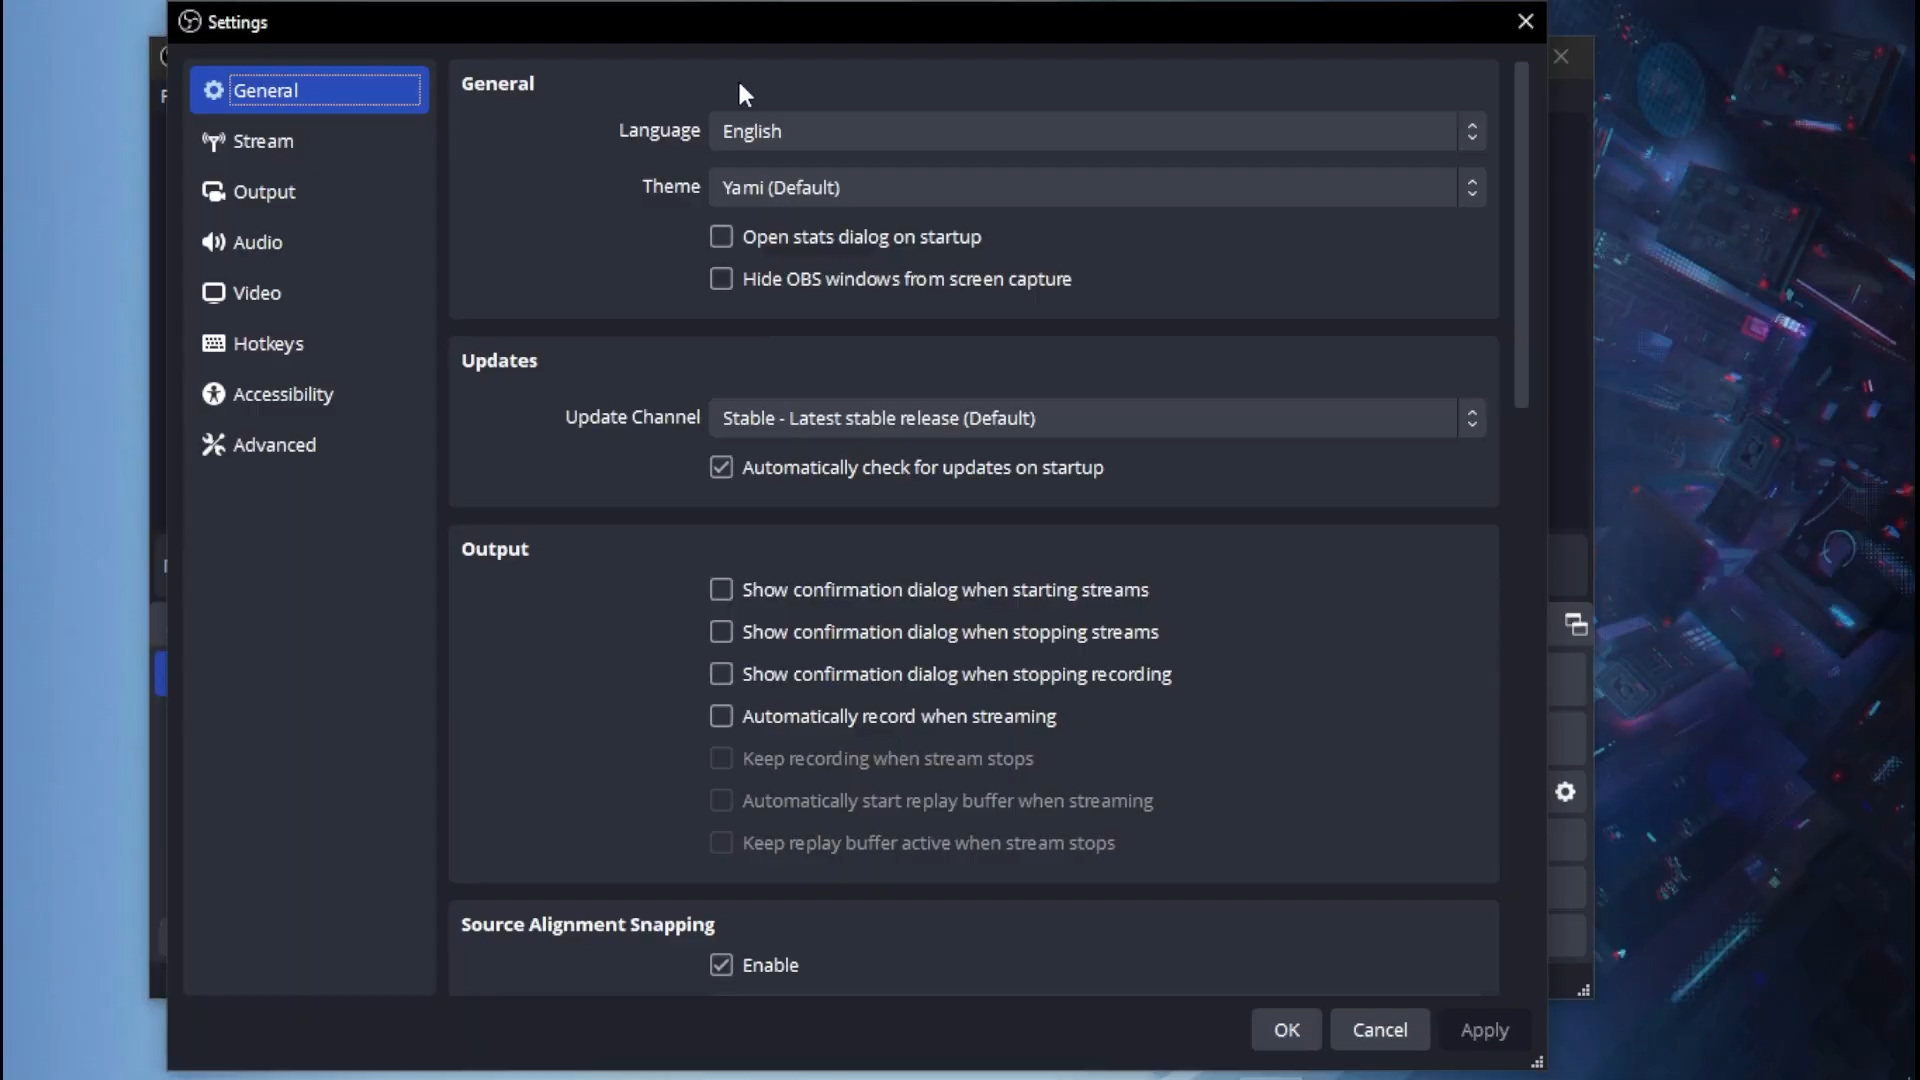 Settings
General
Stream
Output
Audio
Video
Hotkeys
Accessibility
Advanced
General
Language English
Theme Yami (Default)
Open stats dialog on startup
Hide OBS windows from screen capture
Updates
Update Channel Stable - Latest stable release (Default)
Automatically check for updates on startup
Output
Show confirmation dialog when starting streams
Show confirmation dialog when stopping streams
Show confirmation dialog when stopping recording
Automatically record when streaming
Keep recording when stream stops
Automatically start replay buffer when streaming
Keep replay buffer active when stream stops
Source Alignment Snapping
Enable
OK Cancel Apply